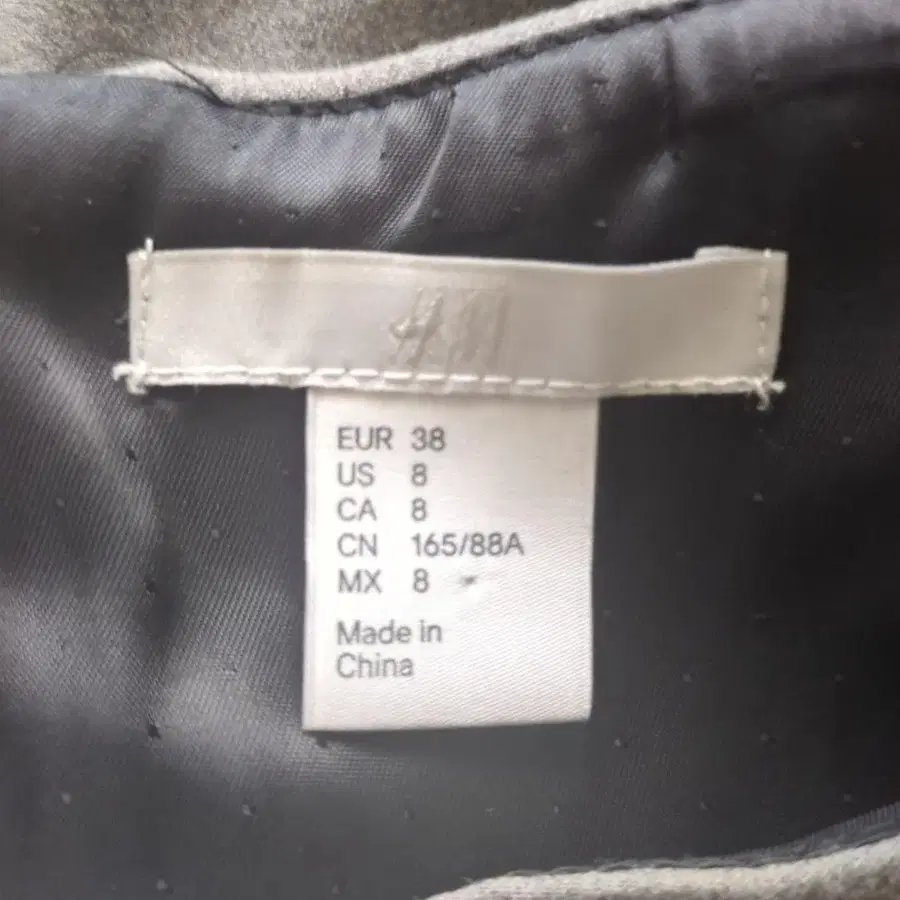 H&M
EUR 38
US 8
CA 8
CN 165/88A
MX 8
Made in
China